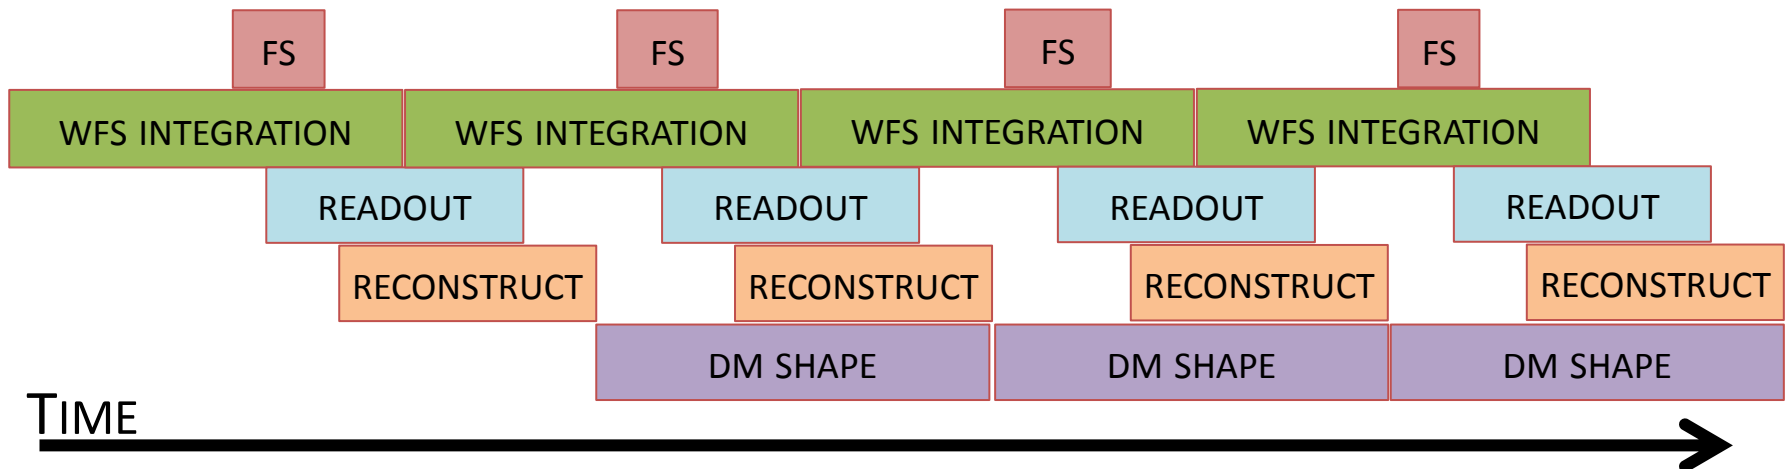 FS FS FS FS
WFS INTEGRATION WFS INTEGRATION WFS INTEGRATION WFS INTEGRATION
READOUT READOUT READOUT READOUT
RECONSTRUCT RECONSTRUCT RECONSTRUCT RECONSTRUCT
DM SHAPE DM SHAPE DM SHAPE
TIME